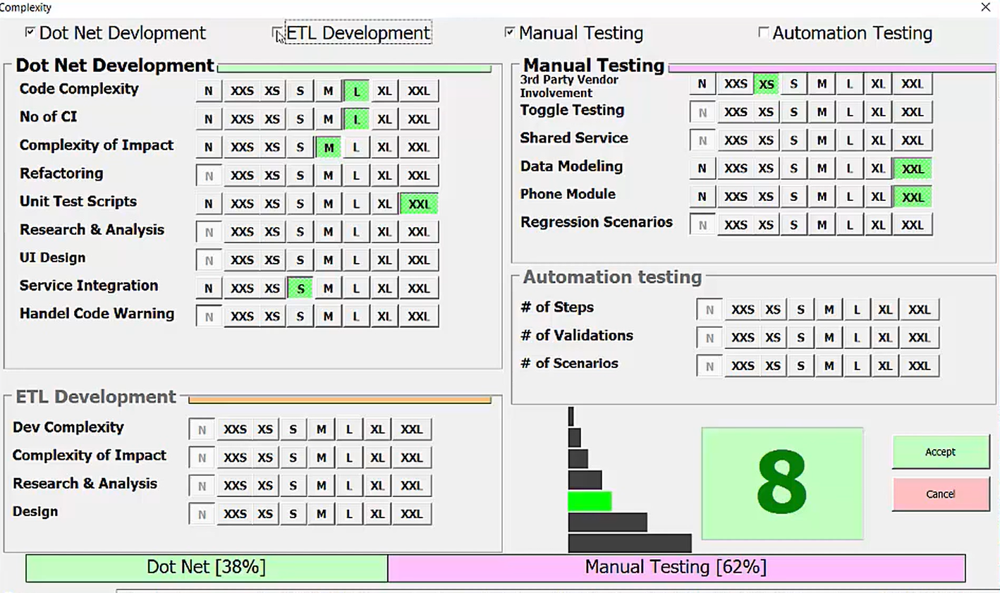 Complexity
Dot Net Devlopment ETL Development Manual Testing Automation Testing
Dot Net Development
Code Complexity N XXS XS S M L XL XXL
No of CI N XXS XS S M L XL XXL
Complexity of Impact N XXS XS S M L XL XXL
Refactoring N XXS XS S M L XL XXL
Unit Test Scripts N XXS XS S M L XL XXL
Research & Analysis N XXS XS S M L XL XXL
UI Design N XXS XS S M L XL XXL
Service Integration N XXS XS S M L XL XXL
Handel Code Warning N XXS XS S M L XL XXL
ETL Development
Dev Complexity N XXS XS S M L XL XXL
Complexity of Impact N XXS XS S M L XL XXL
Research & Analysis N XXS XS S M L XL XXL
Design N XXS XS S M L XL XXL
Manual Testing
3rd Party Vendor
Involvement N XXS XS S M L XL XXL
Toggle Testing N XXS XS S M L XL XXL
Shared Service N XXS XS S M L XL XXL
Data Modeling N XXS XS S M L XL XXL
Phone Module N XXS XS S M L XL XXL
Regression Scenarios N XXS XS S M L XL XXL
Automation testing
# of Steps N XXS XS S M L XL XXL
# of Validations N XXS XS S M L XL XXL
# of Scenarios N XXS XS S M L XL XXL
8
Accept
Cancel
Dot Net [38%] Manual Testing [62%]